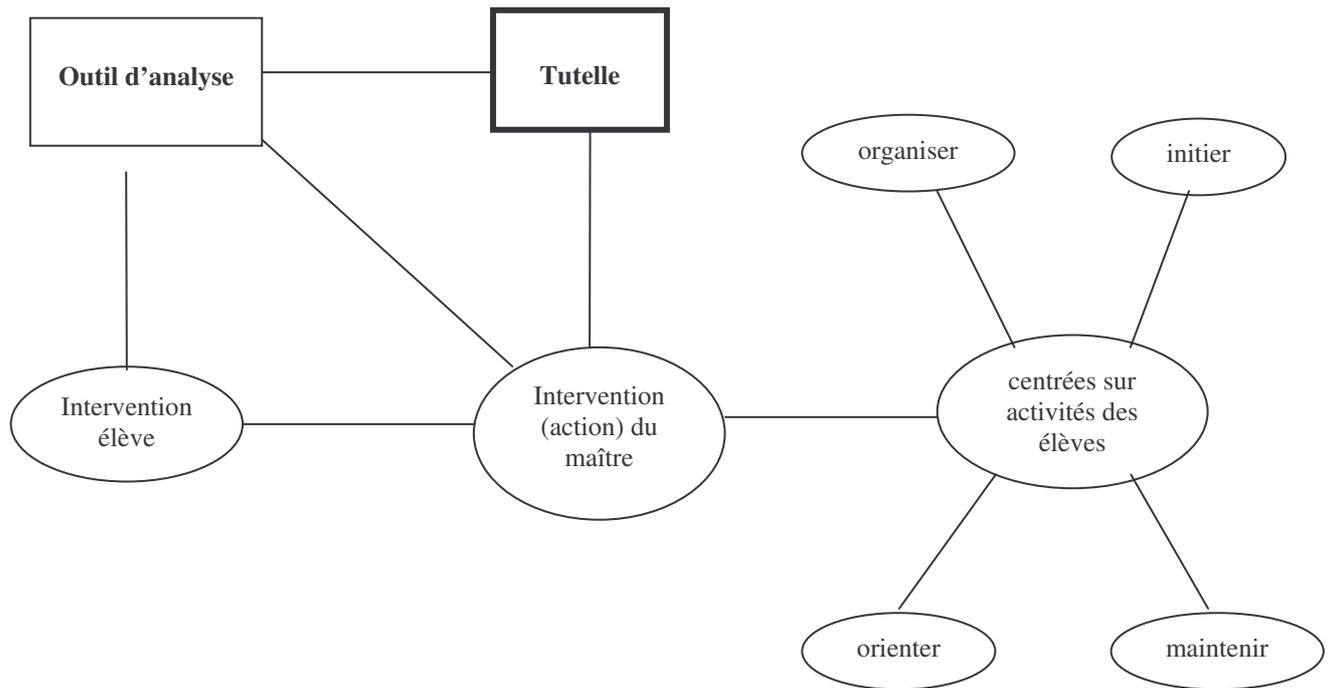 Outil d'analyse
Tutelle
organiser
initier
Intervention
élève
Intervention
(action) du
maître
centrées sur
activités des
élèves
orienter
maintenir